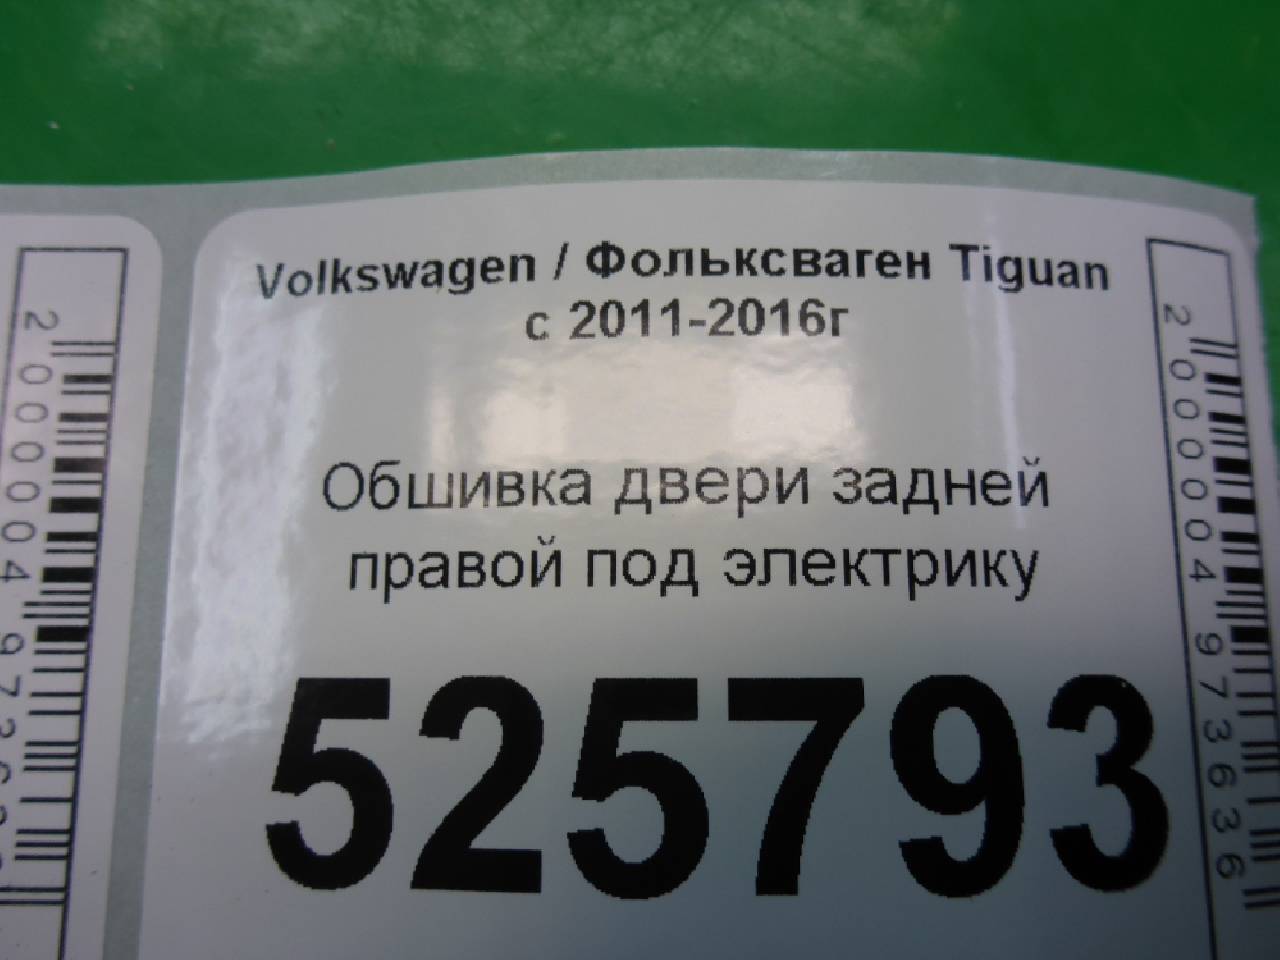 Volkswagen / Фольксваген Tiguan
с 2011-2016г
Обшивка двери задней
правой под электрику
525793
2000004973636